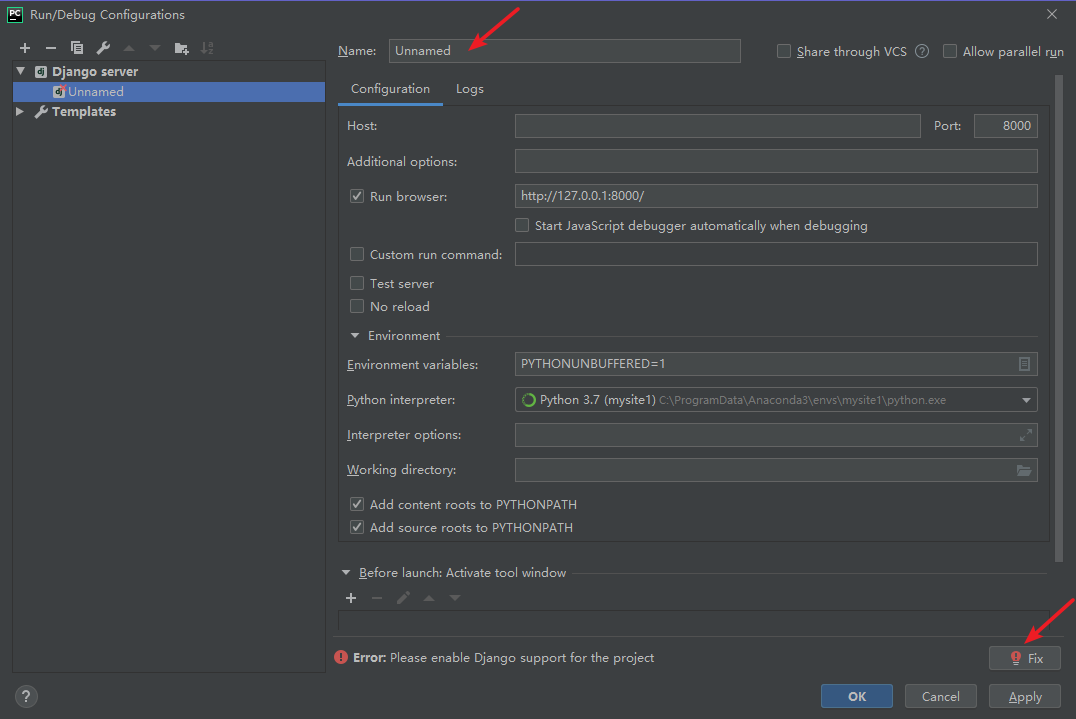 PC Run/Debug Configurations
Name: Unnamed
Share through VCS ? Allow parallel run
dj Django server
dj Unnamed
Templates
Configuration Logs
Host: Port: 8000
Additional options:
Run browser: http://127.0.0.1:8000/
Start JavaScript debugger automatically when debugging
Custom run command:
Test server
No reload
Environment
Environment variables: PYTHONUNBUFFERED=1
Python interpreter: Python 3.7 (mysite1) C:\ProgramData\Anaconda3\envs\mysite1\python.exe
Interpreter options:
Working directory:
Add content roots to PYTHONPATH
Add source roots to PYTHONPATH
Before launch: Activate tool window
Error: Please enable Django support for the project
Fix
? OK Cancel Apply